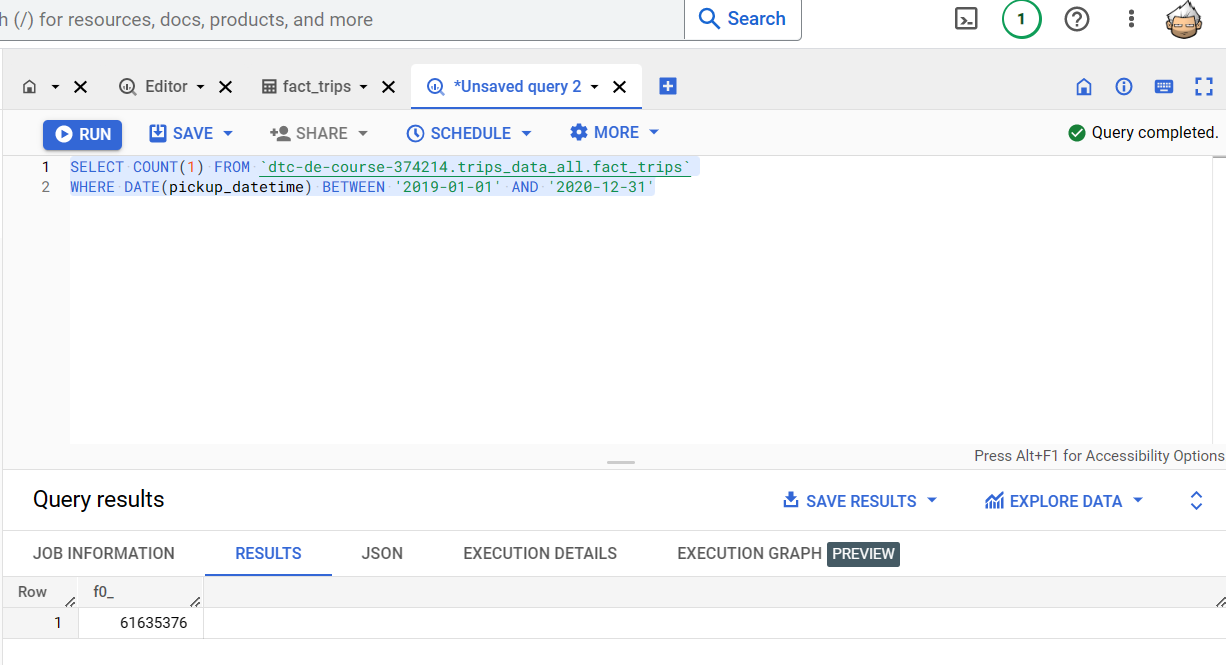 h (/) for resources, docs, products, and more Search 1
Editor fact_trips *Unsaved query 2
RUN SAVE SHARE SCHEDULE MORE Query completed.
1 SELECT COUNT(1) FROM `dtc-de-course-374214.trips_data_all.fact_trips`
2 WHERE DATE(pickup_datetime) BETWEEN '2019-01-01' AND '2020-12-31'
Press Alt+F1 for Accessibility Options
Query results SAVE RESULTS EXPLORE DATA
JOB INFORMATION RESULTS JSON EXECUTION DETAILS EXECUTION GRAPH PREVIEW
Row f0_
1 61635376